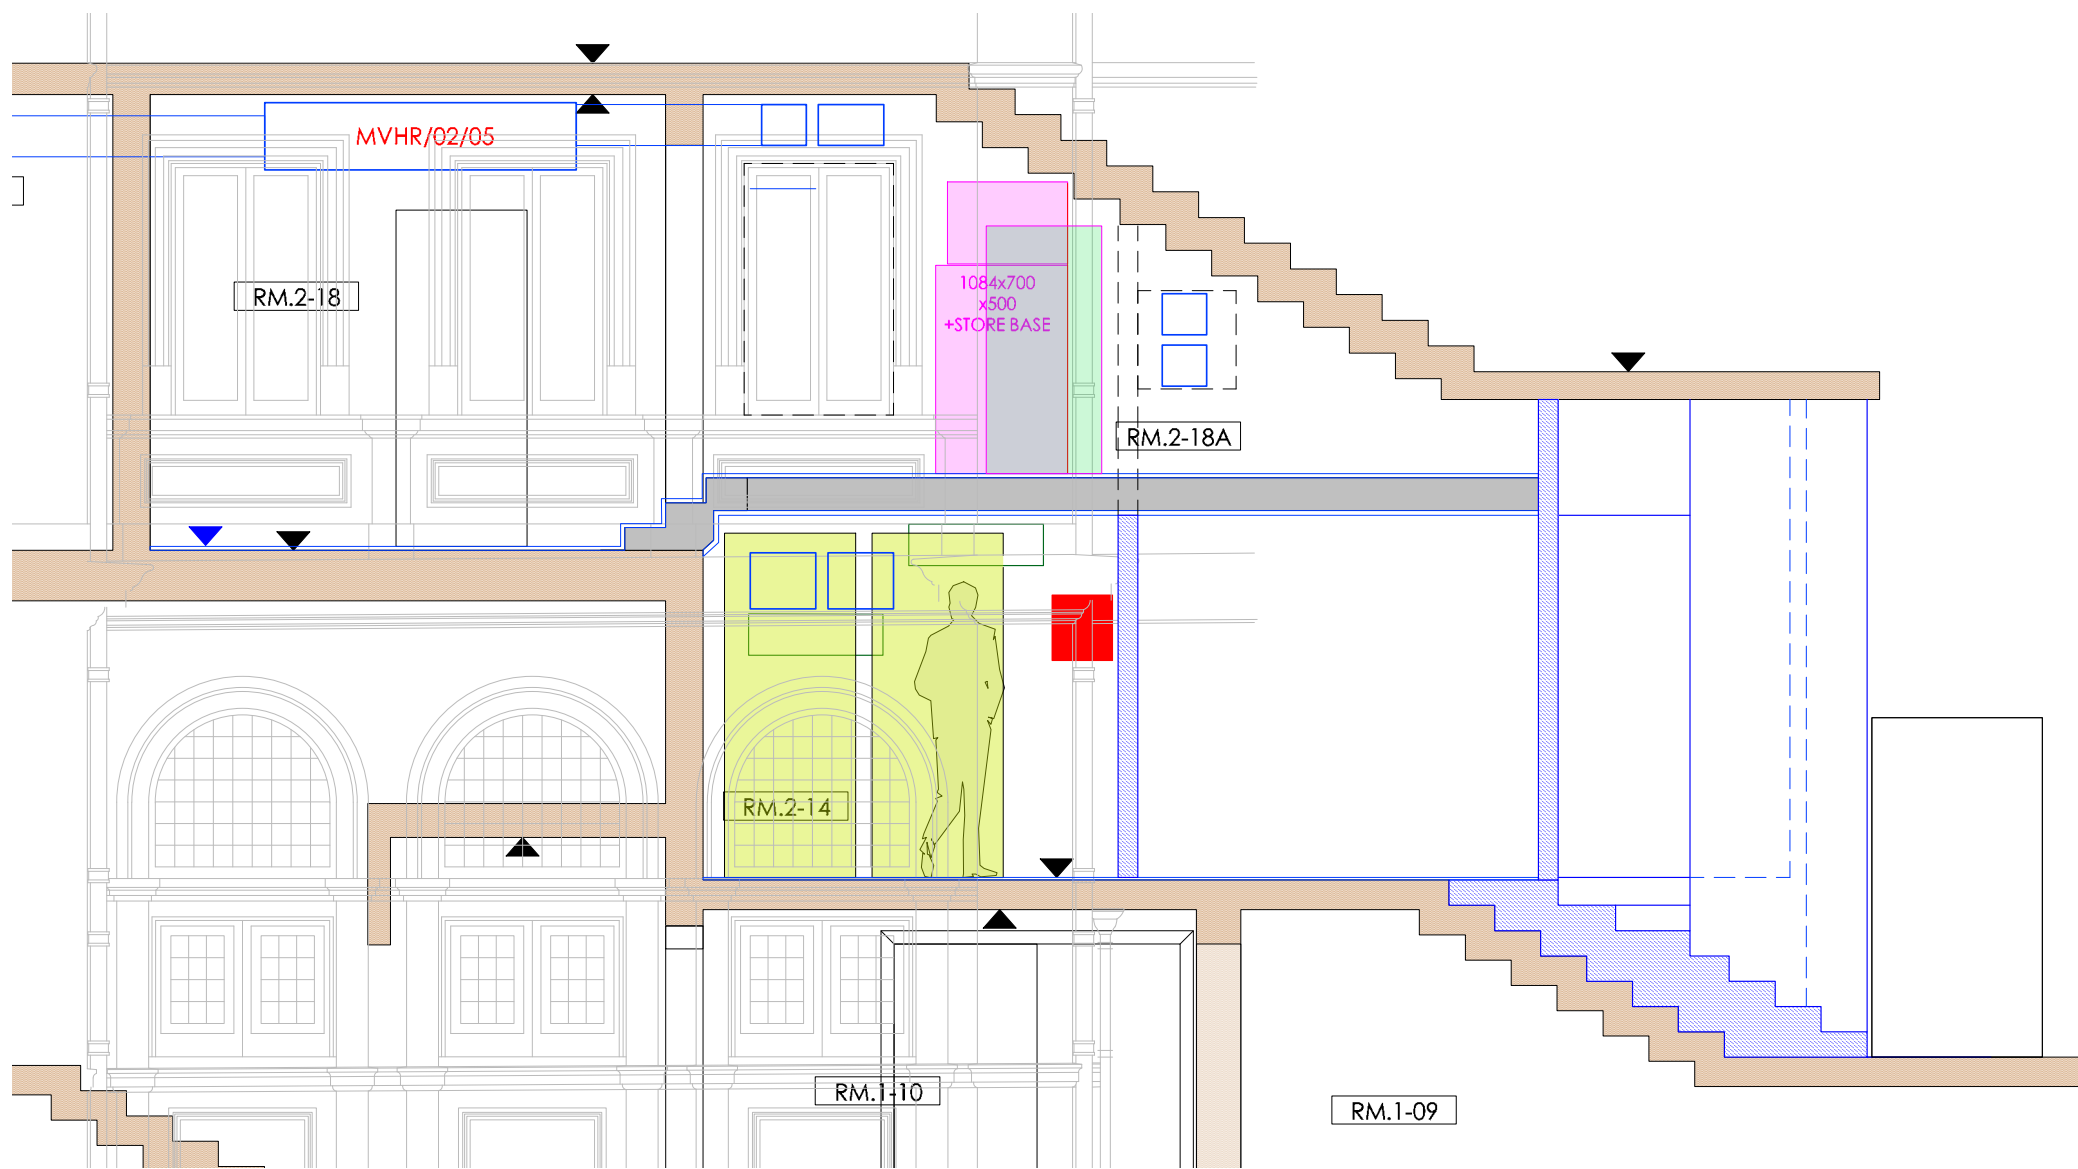 MVHR/02/05
RM.2-18
1084x700
x500
+STORE BASE
RM.2-18A
RM.2-14
RM.1-10
RM.1-09